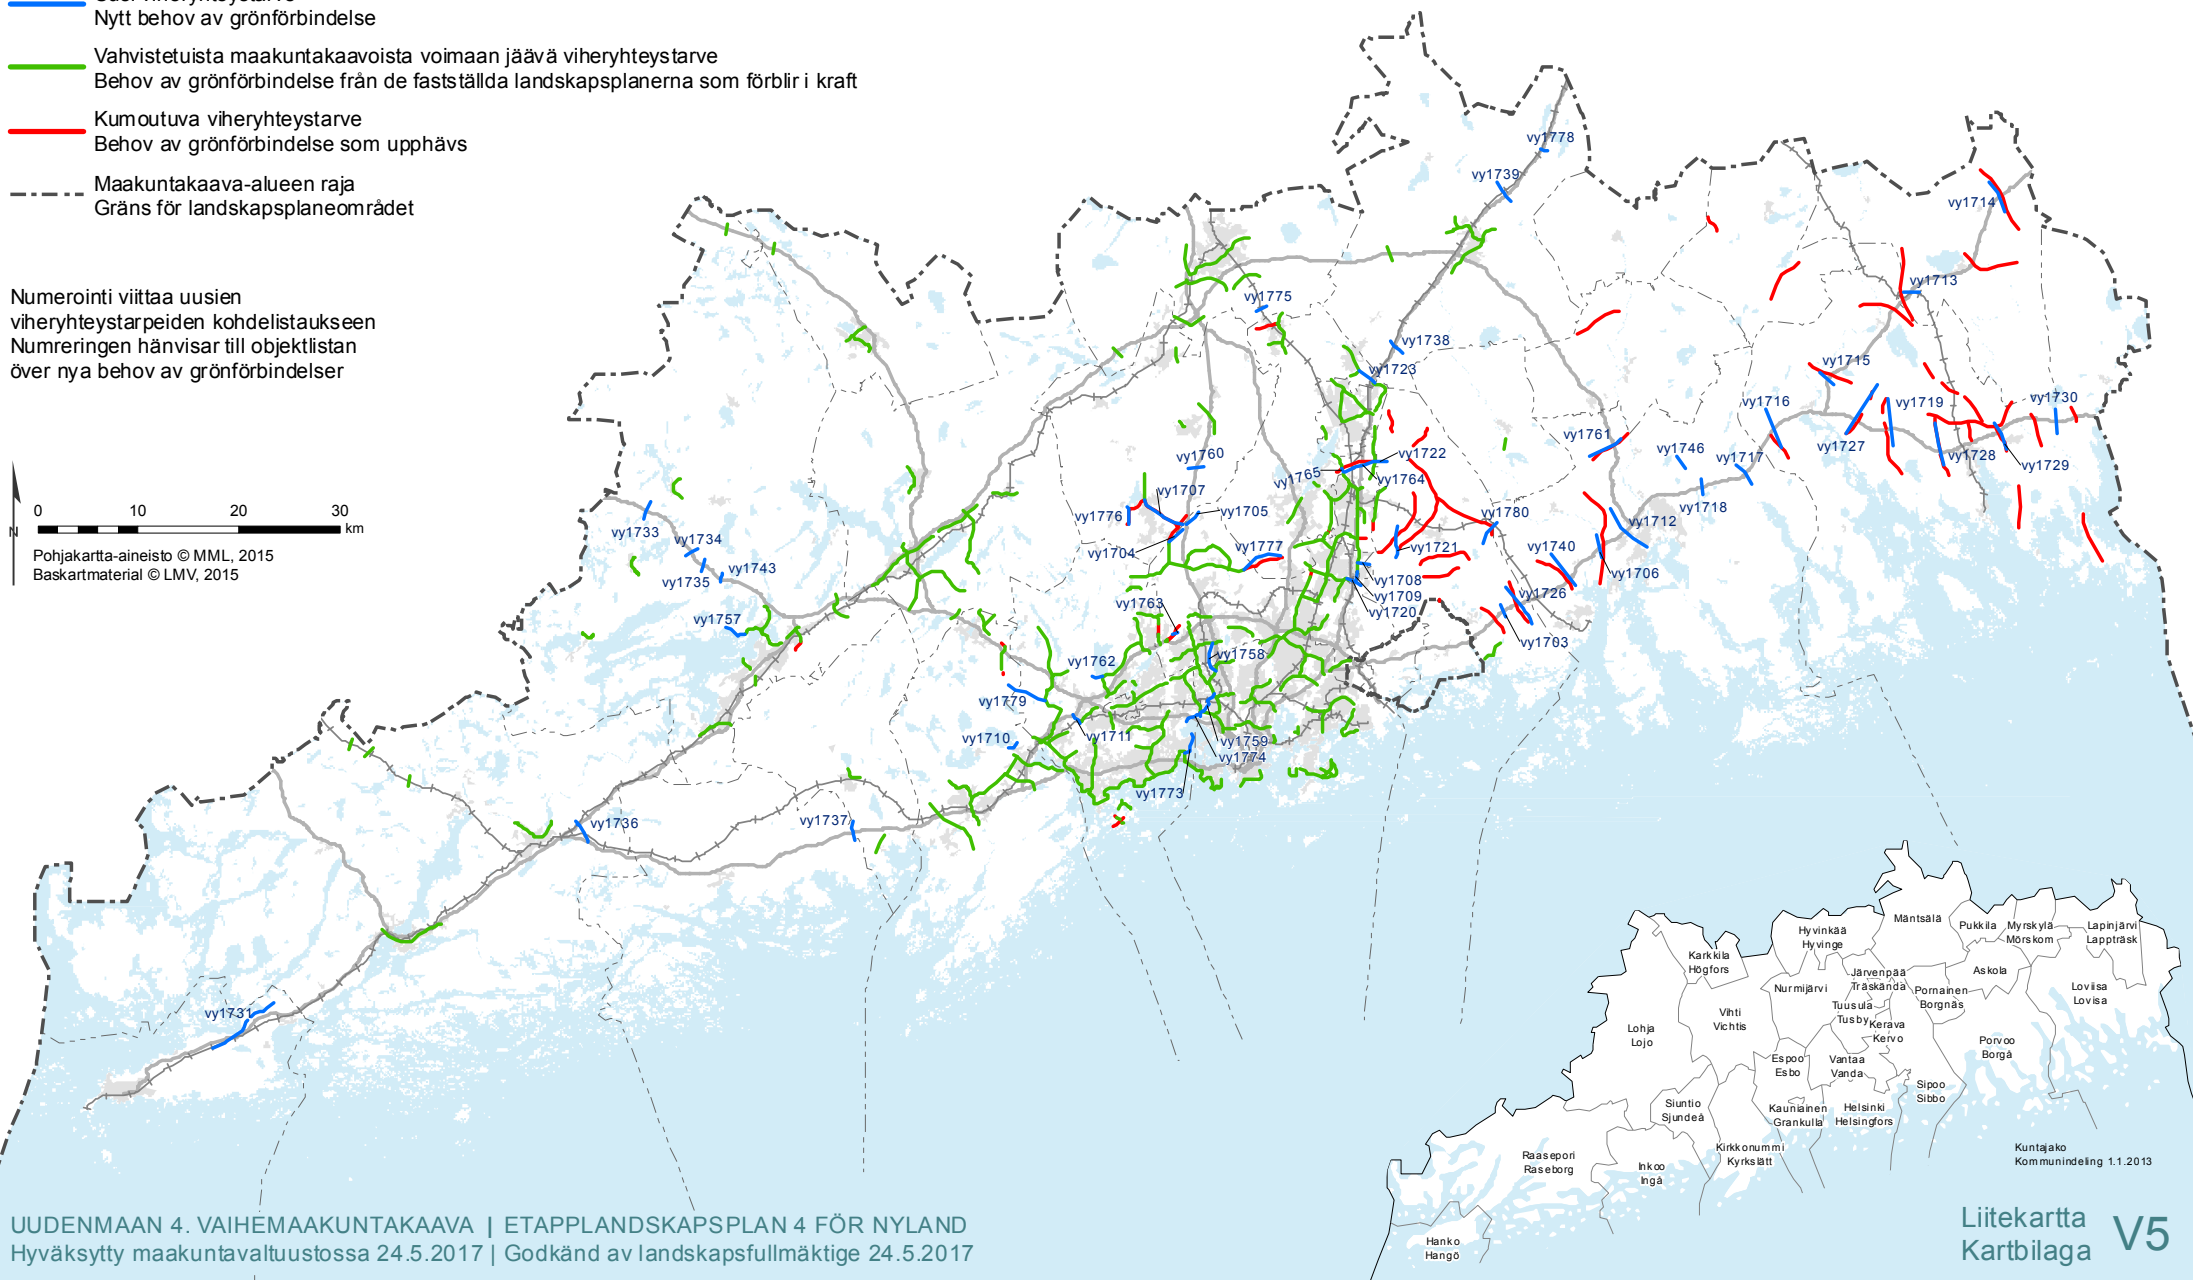 Nytt behov av grönförbindelse
Vahvistetuista maakuntakaavoista voimaan jäävä viheryhteystarve
Behov av grönförbindelse från de fastställda landskapsplanerna som förblir i kraft
Kumoutuva viheryhteystarve
Behov av grönförbindelse som upphävs
Maakuntakaava-alueen raja
Gräns för landskapsplaneområdet
Numerointi viittaa uusien
viheryhteystarpeiden kohdelistaukseen
Numreringen hänvisar till objektlistan
över nya behov av grönförbindelser
N
0 10 20 30
km
Pohjakartta-aineisto © MML, 2015
Baskartmaterial © LMV, 2015
vy1778
vy1739
vy1714
vy1713
vy1775
vy1738
vy1723
vy1715
vy1716
vy1719
vy1730
vy1761
vy1746
vy1727
vy1717
vy1728
vy1729
vy1760
vy1722
vy1765
vy1764
vy1707
vy1718
vy1776
vy1705
vy1780
vy1712
vy1733
vy1734
vy1704
vy1777
vy1721
vy1740
vy1735
vy1743
vy1708
vy1706
vy1709
vy1726
vy1763
vy1720
vy1757
vy1703
vy1758
vy1762
vy1779
vy1710
vy1711
vy1759
vy1774
vy1773
vy1736
vy1737
vy1731
Mäntsälä
Pukkila
Myrskylä
Mörskom
Lapinjärvi
Lappträsk
Hyvinkää
Hyvinge
Karkkila
Högfors
Järvenpää
Träskända
Askola
Nurmijärvi
Pornainen
Borgnäs
Loviisa
Lovisa
Tuusula
Tusby
Vihti
Vichtis
Kerava
Kervo
Lohja
Lojo
Porvoo
Borgå
Espoo
Esbo
Vantaa
Vanda
Sipoo
Sibbo
Siuntio
Sjundeå
Kauniainen
Grankulla
Helsinki
Helsingfors
Kirkkonummi
Kyrkslätt
Raasepori
Raseborg
Inkoo
Ingå
Hanko
Hangö
Kuntajako
Kommunindeling 1.1.2013
UUDENMAAN 4. VAIHEMAAKUNTAKAAVA | ETAPPLANDSKAPSPLAN 4 FÖR NYLAND
Hyväksytty maakuntavaltuustossa 24.5.2017 | Godkänd av landskapsfullmäktige 24.5.2017
Liitekartta
Kartbilaga
V5